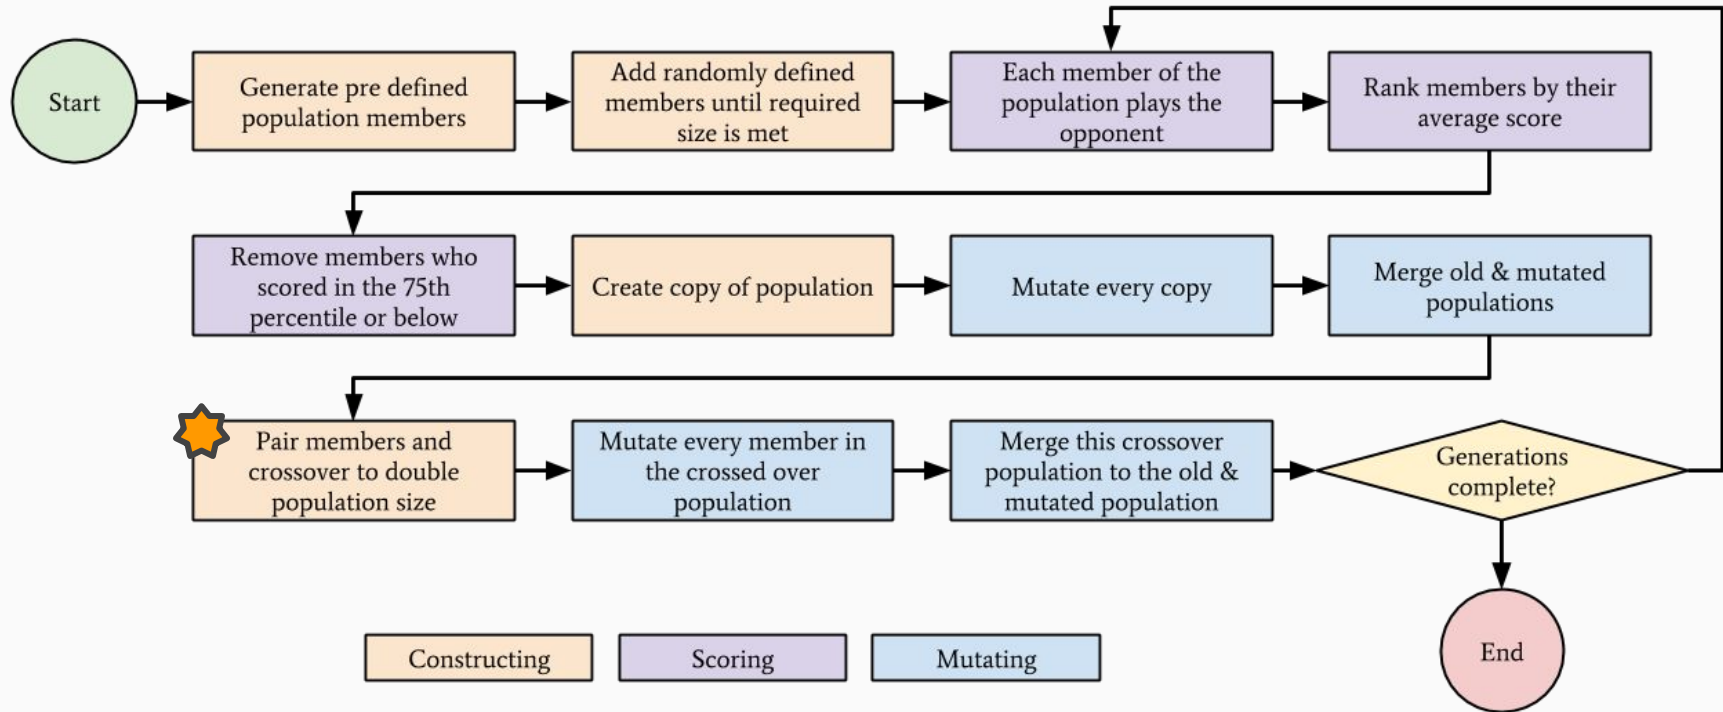 Start
Generate pre defined
population members
Add randomly defined
members until required
size is met
Each member of the
population plays the
opponent
Rank members by their
average score
Remove members who
scored in the 75th
percentile or below
Create copy of population
Mutate every copy
Merge old & mutated
populations
Pair members and
crossover to double
population size
Mutate every member in
the crossed over
population
Merge this crossover
population to the old &
mutated population
Generations
complete?
End
Constructing
Scoring
Mutating